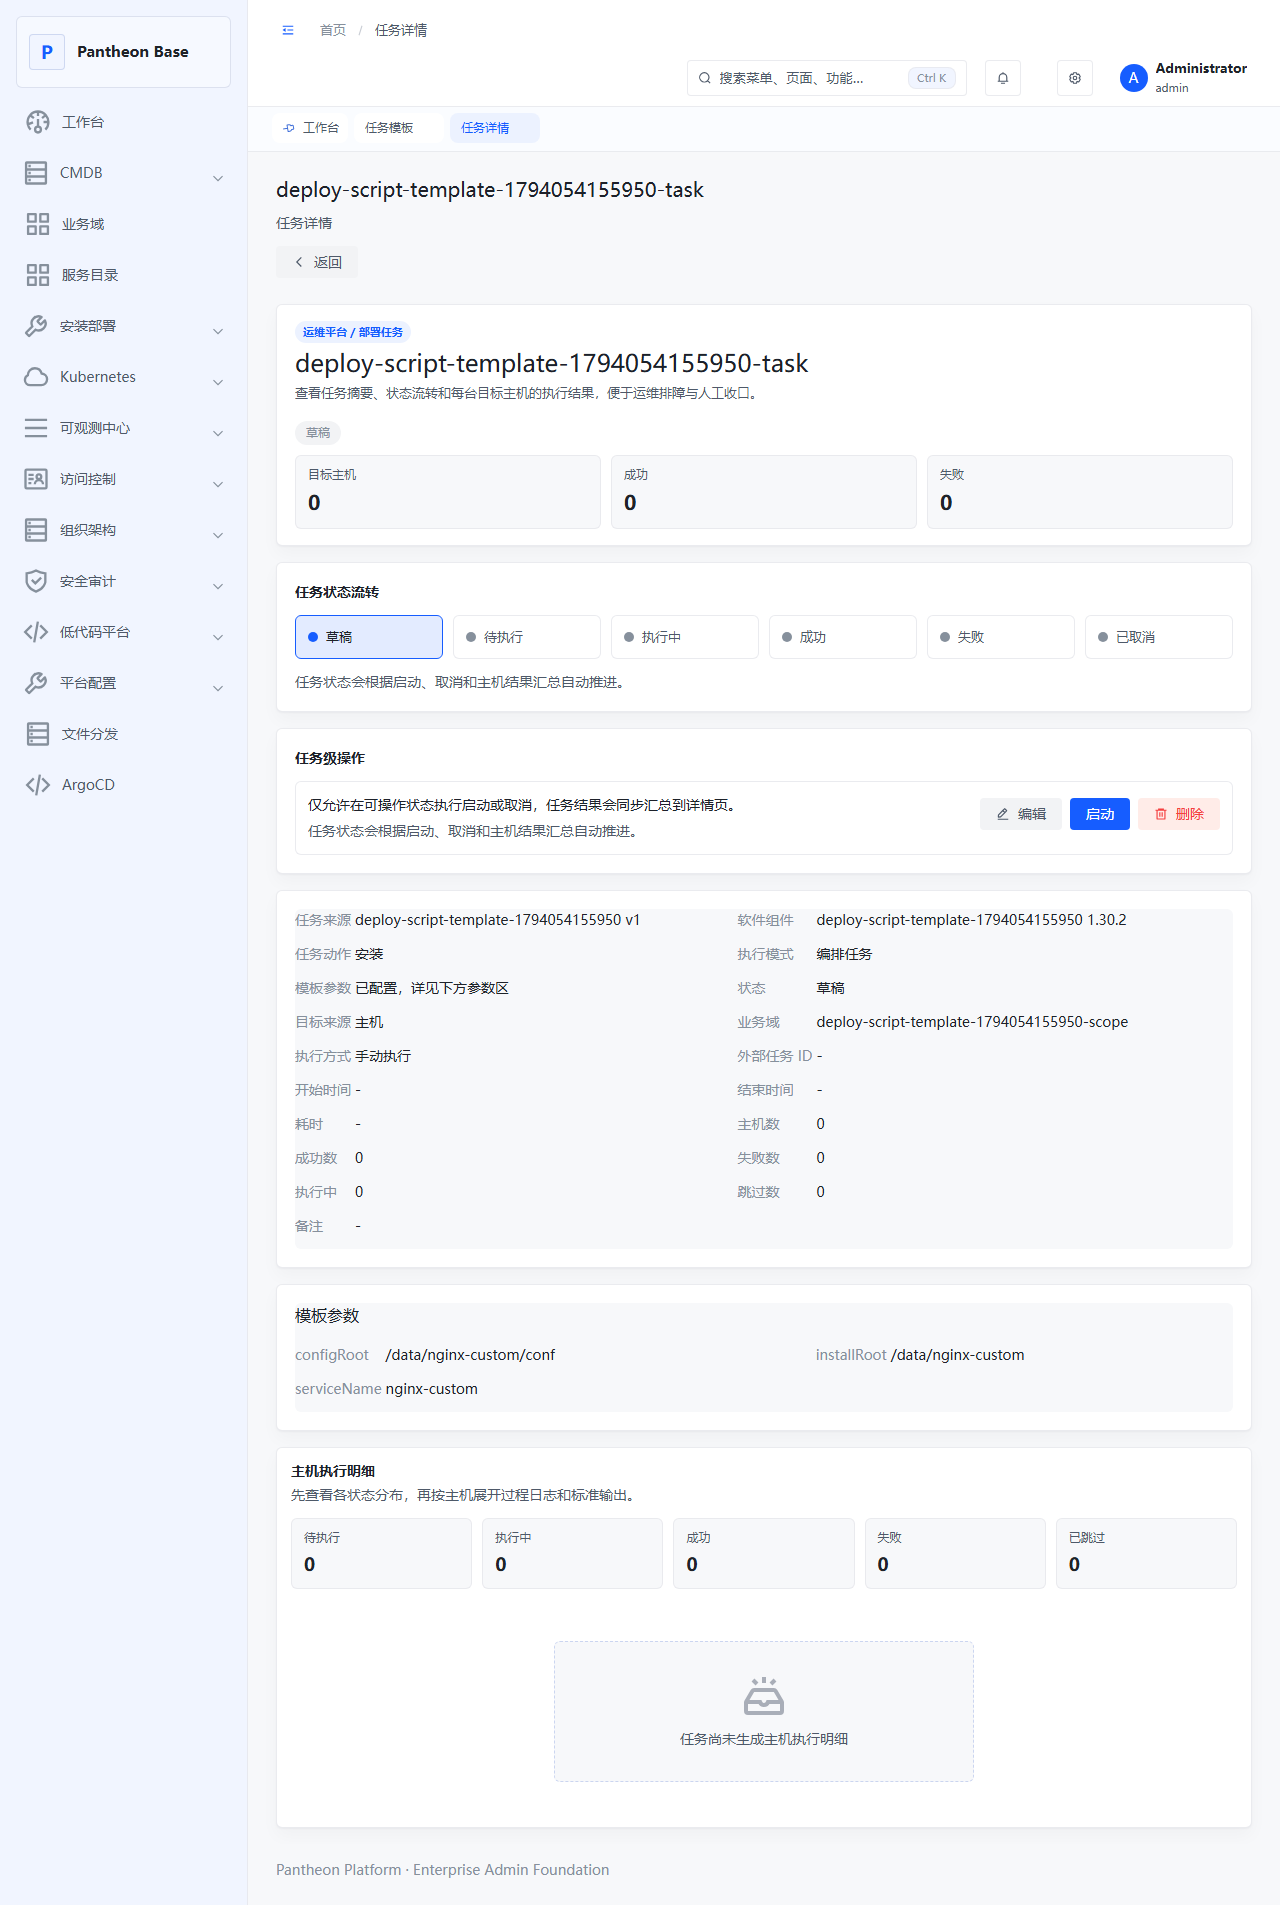 P
Pantheon Base
工作台
CMDB
业务域
服务目录
安装部署
Kubernetes
可观测中心
访问控制
组织架构
安全审计
低代码平台
平台配置
文件分发
ArgoCD
首页 / 任务详情
搜索菜单、页面、功能... Ctrl K
A
Administrator
admin
工作台 任务模板 任务详情
deploy-script-template-1794054155950-task
任务详情
返回
运维平台 / 部署任务
deploy-script-template-1794054155950-task
查看任务摘要、状态流转和每台目标主机的执行结果，便于运维排障与人工收口。
草稿
目标主机 成功 失败
0 0 0
任务状态流转
草稿 待执行 执行中 成功 失败 已取消
任务状态会根据启动、取消和主机结果汇总自动推进。
任务级操作
仅允许在可操作状态执行启动或取消，任务结果会同步汇总到详情页。
任务状态会根据启动、取消和主机结果汇总自动推进。
编辑 启动 删除
任务来源 deploy-script-template-1794054155950 v1 软件组件 deploy-script-template-1794054155950 1.30.2
任务动作 安装 执行模式 编排任务
模板参数 已配置，详见下方参数区 状态 草稿
目标来源 主机 业务域 deploy-script-template-1794054155950-scope
执行方式 手动执行 外部任务 ID -
开始时间 - 结束时间 -
耗时 - 主机数 0
成功数 0 失败数 0
执行中 0 跳过数 0
备注 -
模板参数
configRoot /data/nginx-custom/conf installRoot /data/nginx-custom
serviceName nginx-custom
主机执行明细
先查看各状态分布，再按主机展开过程日志和标准输出。
待执行 执行中 成功 失败 已跳过
0 0 0 0 0
任务尚未生成主机执行明细
Pantheon Platform · Enterprise Admin Foundation